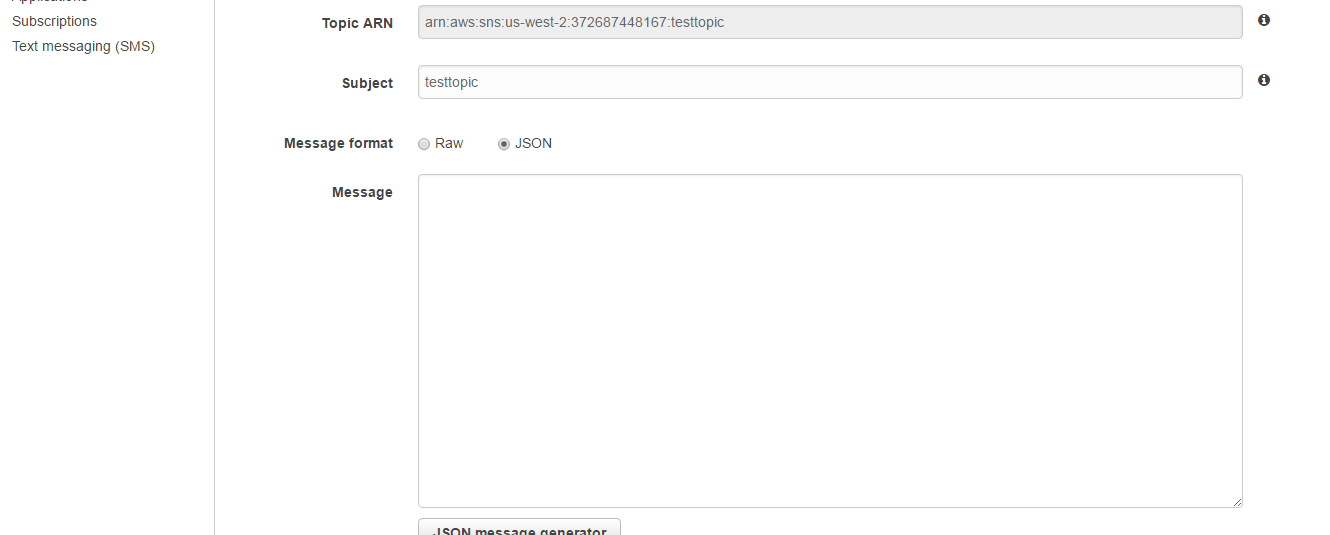 Applications
Subscriptions
Text messaging (SMS)
Topic ARN
arn:aws:sns:us-west-2:372687448167:testtopic
Subject
testtopic
Message format
Raw
JSON
Message
JSON message generator